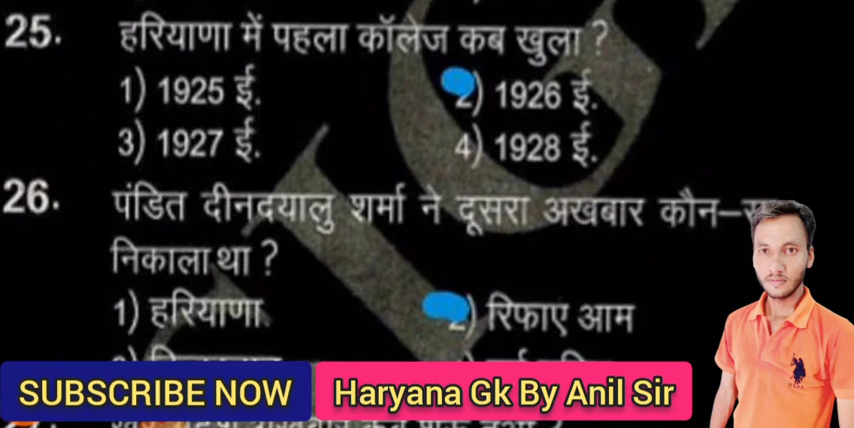 25. हरियाणा में पहला कॉलेज कब खुला ?
1) 1925 ई. 2) 1926 ई.
3) 1927 ई. 4) 1928 ई.
26. पंडित दीनदयालु शर्मा ने दूसरा अखबार कौन–
निकाला था ?
1) हरियाणा 2) रिफाए आम
SUBSCRIBE NOW Haryana Gk By Anil Sir